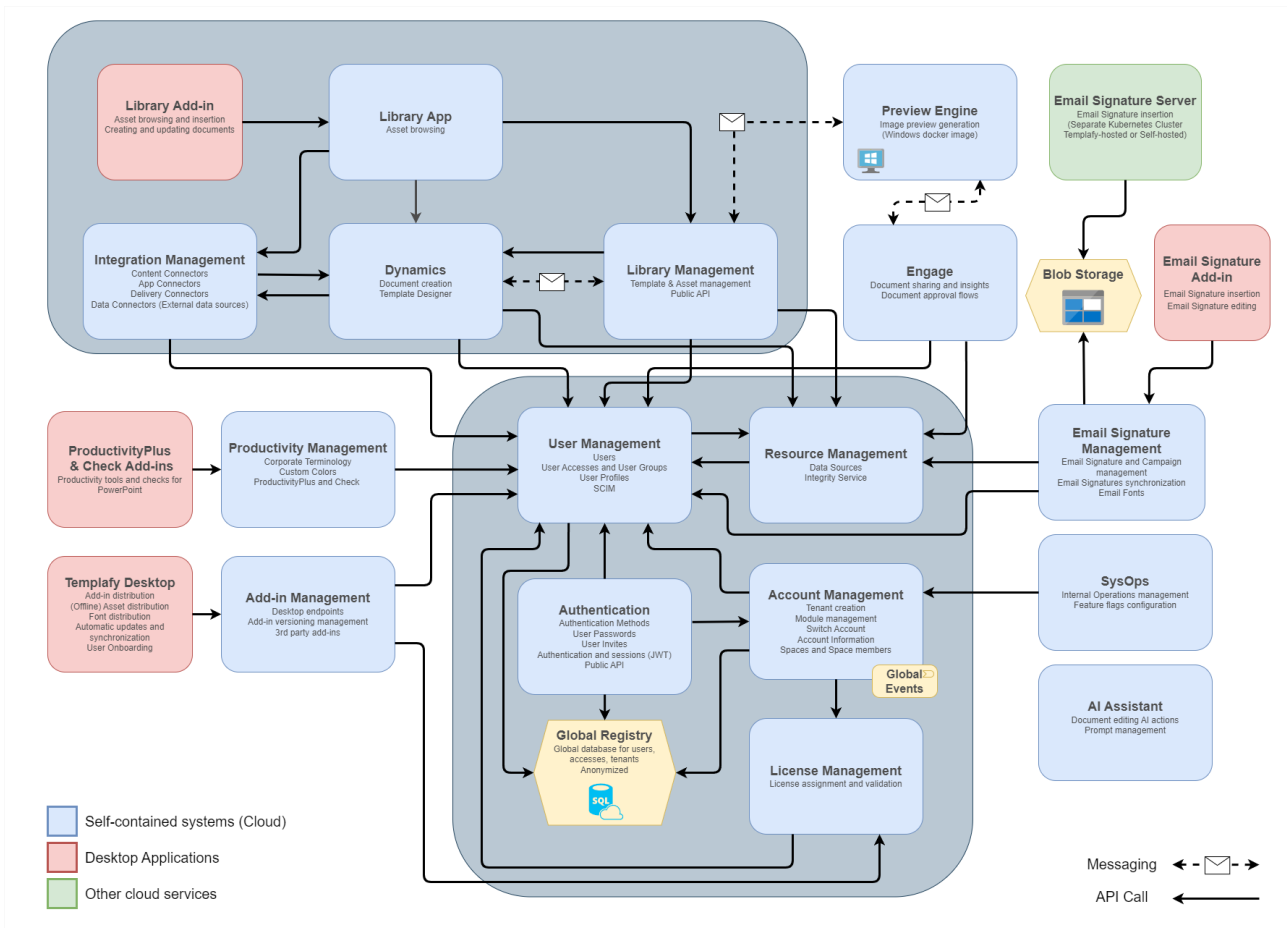 Library Add-in
Asset browsing and insertion
Creating and updating documents
Library App
Asset browsing
Preview Engine
Image preview generation
(Windows docker image)
Email Signature Server
Email Signature insertion
(Separate Kubernetes Cluster
Templafy-hosted or Self-hosted)
Integration Management
Content Connectors
App Connectors
Delivery Connectors
Data Connectors (External data sources)
Dynamics
Document creation
Template Designer
Library Management
Template & Asset management
Public API
Engage
Document sharing and insights
Document approval flows
Blob Storage
Email Signature
Add-in
Email Signature insertion
Email Signature editing
ProductivityPlus
& Check Add-ins
Productivity tools and checks for
PowerPoint
Productivity Management
Corporate Terminology
Custom Colors
ProductivityPlus and Check
User Management
Users
User Accesses and User Groups
User Profiles
SCIM
Resource Management
Data Sources
Integrity Service
Email Signature
Management
Email Signature and Campaign
management
Email Signatures synchronization
Email Fonts
Templafy Desktop
Add-in distribution
(Offline) Asset distribution
Font distribution
Automatic updates and
synchronization
User Onboarding
Add-in Management
Desktop endpoints
Add-in versioning management
3rd party add-ins
Authentication
Authentication Methods
User Passwords
User Invites
Authentication and sessions (JWT)
Public API
Account Management
Tenant creation
Module management
Switch Account
Account Information
Spaces and Space members
Global
Events
SysOps
Internal Operations management
Feature flags configuration
Global Registry
Global database for users,
accesses, tenants
Anonymized
SQL
License Management
License assignment and validation
AI Assistant
Document editing AI actions
Prompt management
Self-contained systems (Cloud)
Desktop Applications
Other cloud services
Messaging
API Call